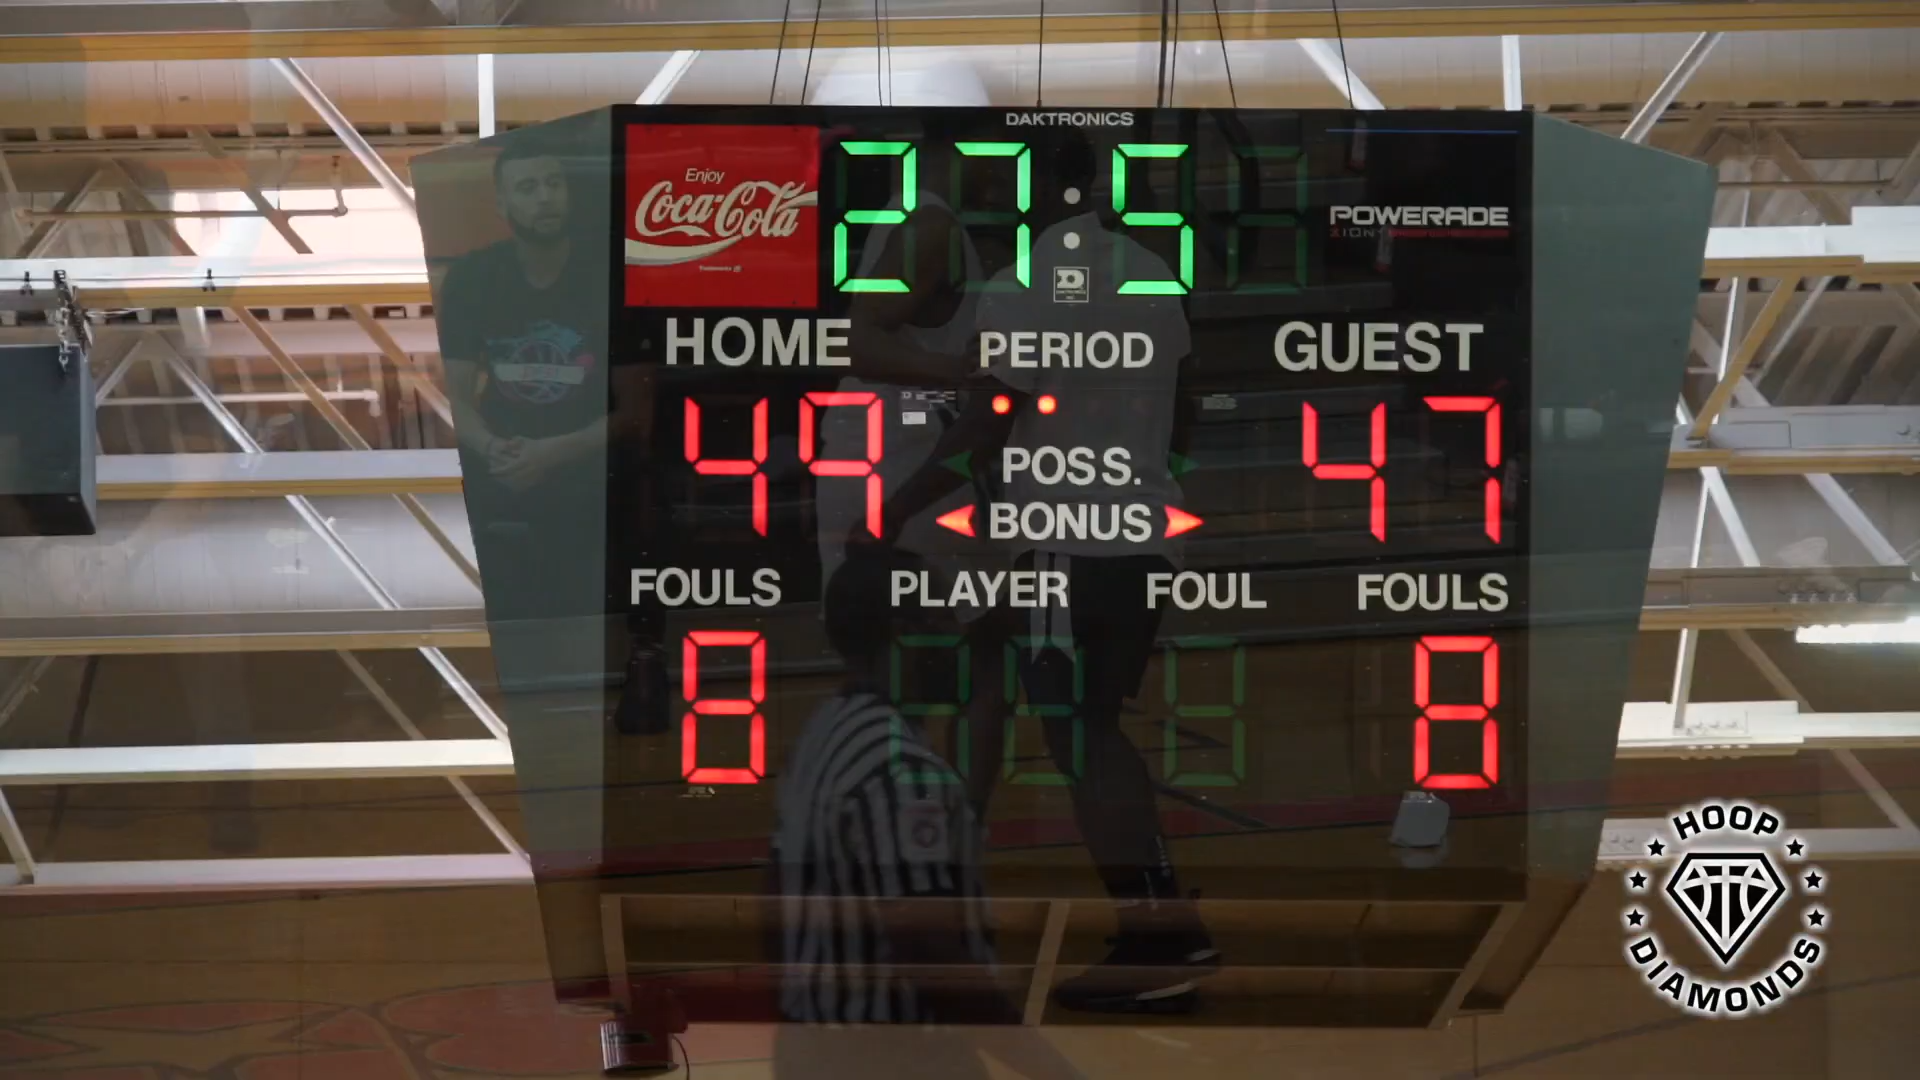 DAKTRONICS
Enjoy
Coca-Cola
27 5
POWERADE
HOME
PERIOD
GUEST
49
47
POSS.
BONUS
FOULS
PLAYER
FOUL
FOULS
8
8
HOOP
DIAMONDS